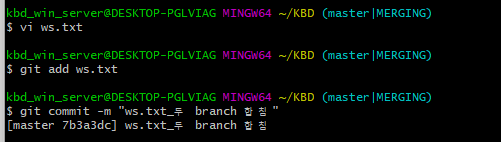 kbd_win_server@DESKTOP-PGLVIAG MINGW64 ~/KBD (master|MERGING)
$ vi ws.txt
kbd_win_server@DESKTOP-PGLVIAG MINGW64 ~/KBD (master|MERGING)
$ git add ws.txt
kbd_win_server@DESKTOP-PGLVIAG MINGW64 ~/KBD (master|MERGING)
$ git commit -m "ws.txt_두 branch 합침"
[master 7b3a3dc] ws.txt_두 branch 합침